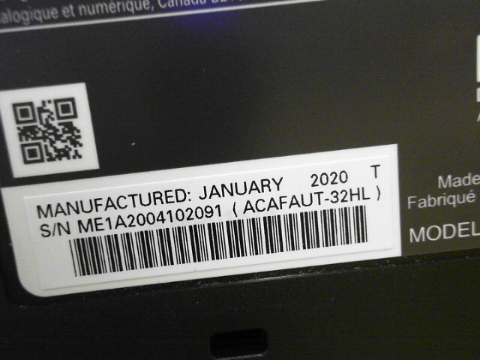 alogique et numérique, Canada
MANUFACTURED: JANUARY 2020 T
S/N ME1A2004102091 ( ACAFAUT-32HL )
Made
Fabriqué
MODEL